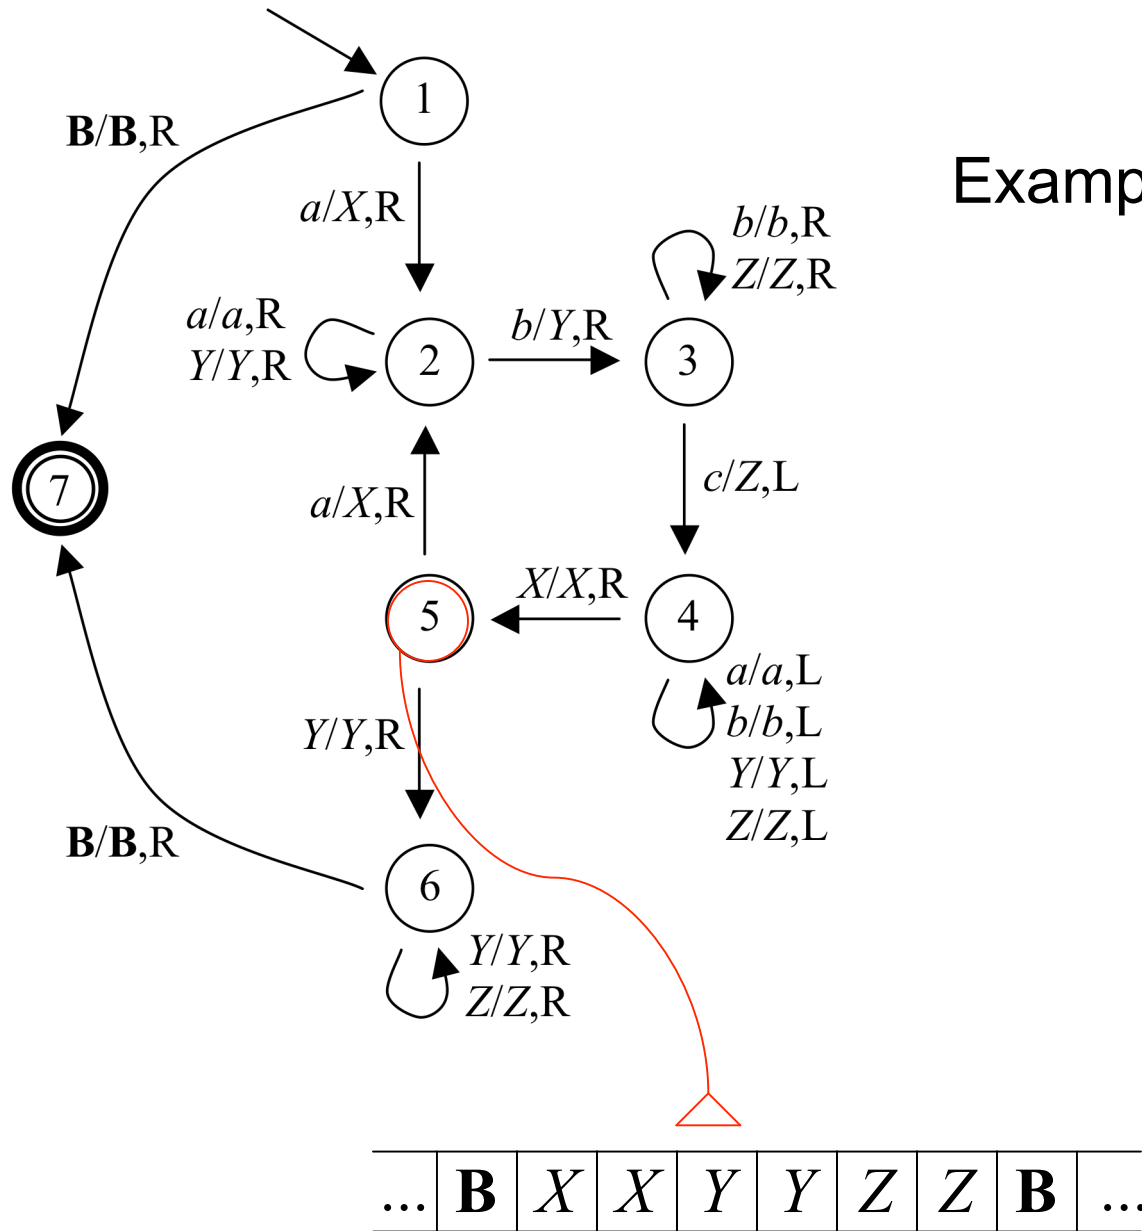 1
B/B,R
a/X,R
Examp
b/b,R
Z/Z,R
a/a,R
Y/Y,R
2
b/Y,R
3
7
a/X,R
c/Z,L
5
X/X,R
4
a/a,L
b/b,L
Y/Y,L
Z/Z,L
Y/Y,R
B/B,R
6
Y/Y,R
Z/Z,R
... B X X Y Y Z Z B ...